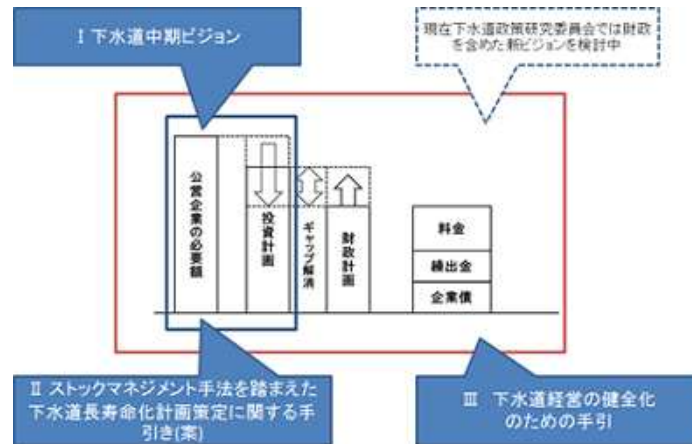 Ⅰ下水道中期ビジョン
現在下水道政策研究委員会では財政
を含めた新ビジョンを検討中
公営企業の必要額
投資計画
ギャップ解消
財政計画
料金
繰出金
企業債
Ⅱ ストックマネジメント手法を踏まえた
下水道長寿命化計画策定に関する手
引き(案)
Ⅲ 下水道経営の健全化
のための手引